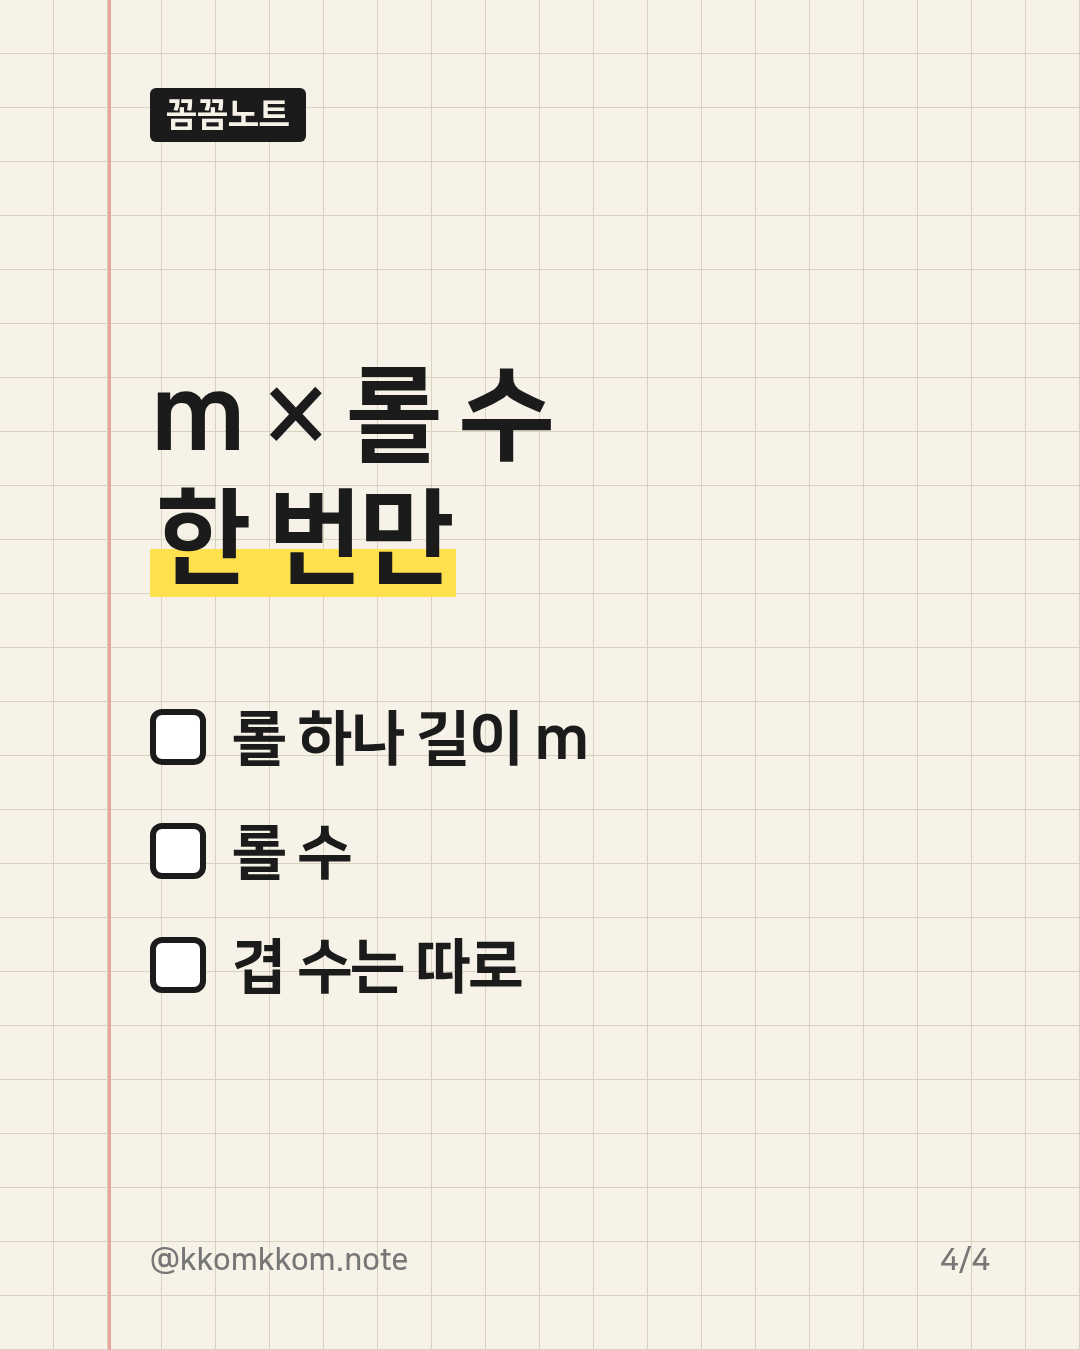 꼼꼼노트
m × 롤 수
한 번만
롤 하나 길이 m
롤 수
겹 수는 따로
@kkomkkom.note
4/4